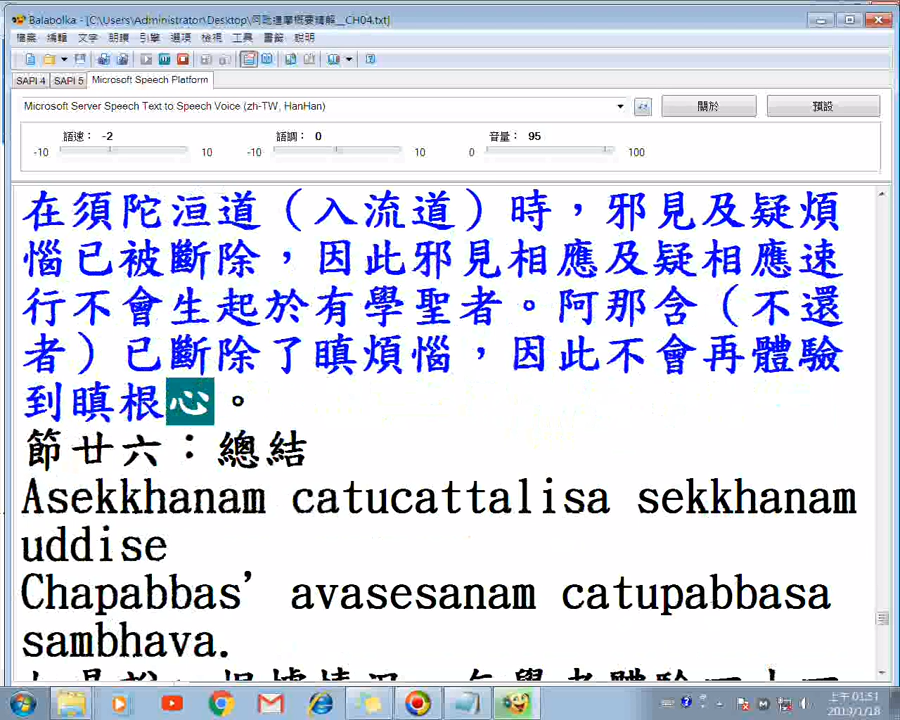 Balabolka - [C:\Users\Administrator\Desktop\阿毗達摩概要精解__CH04.txt]
檔案 編輯 文字 朗讀 引擎 選項 檢視 工具 書籤 說明
SAPI 4 SAPI 5 Microsoft Speech Platform
Microsoft Server Speech Text to Speech Voice (zh-TW, HanHan) 關於 預設
語速： -2 語調： 0 音量： 95
-10 10 -10 10 0 100
在須陀洹道（入流道）時，邪見及疑煩
惱已被斷除，因此邪見相應及疑相應速
行不會生起於有學聖者。阿那含（不還
者）已斷除了瞋煩惱，因此不會再體驗
到瞋根心。
節廿六：總結
Asekkhanam catucattalisa sekkhanam
uddise
Chapabbas' avasesanam catupabbasa
sambhava.
上午 01:51
2019/1/18